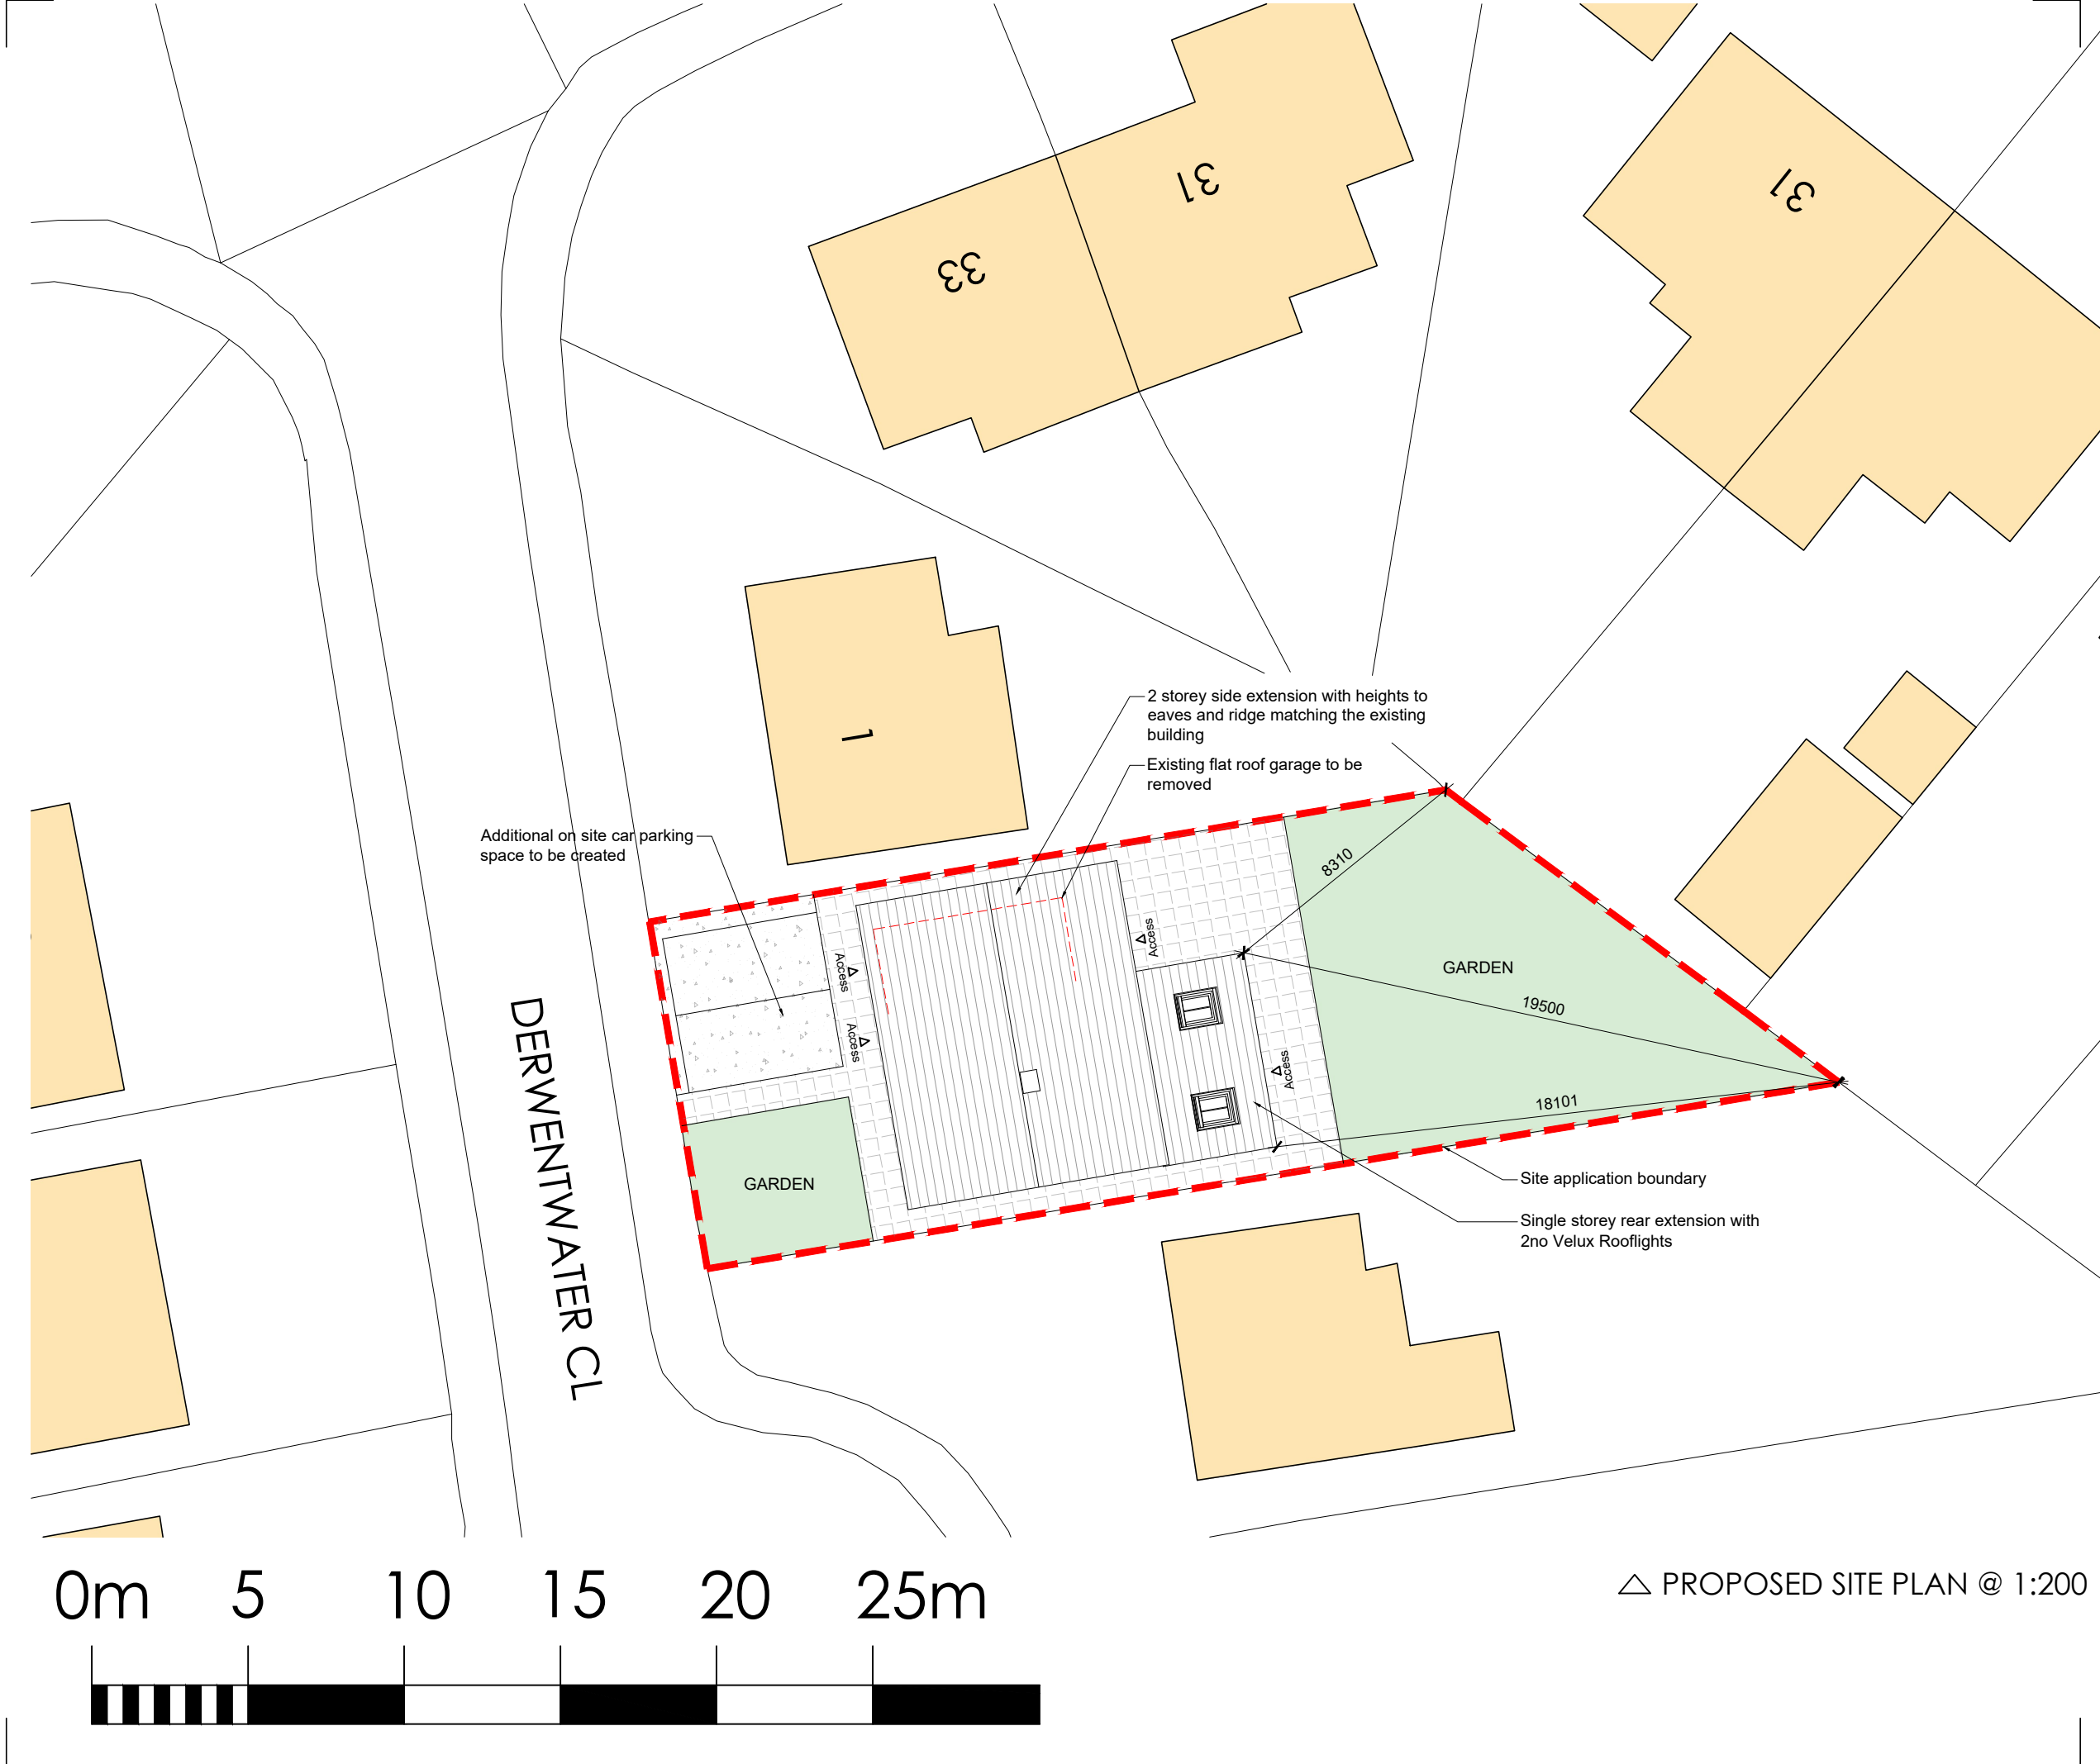 31
31
33
1
2 storey side extension with heights to
eaves and ridge matching the existing
building
Existing flat roof garage to be
removed
Additional on site car parking
space to be created
8310
Access
Access
Access
Access
GARDEN
19500
18101
GARDEN
DERWENTWATER CL
Site application boundary
Single storey rear extension with
2no Velux Rooflights
0m 5 10 15 20 25m
PROPOSED SITE PLAN @ 1:200